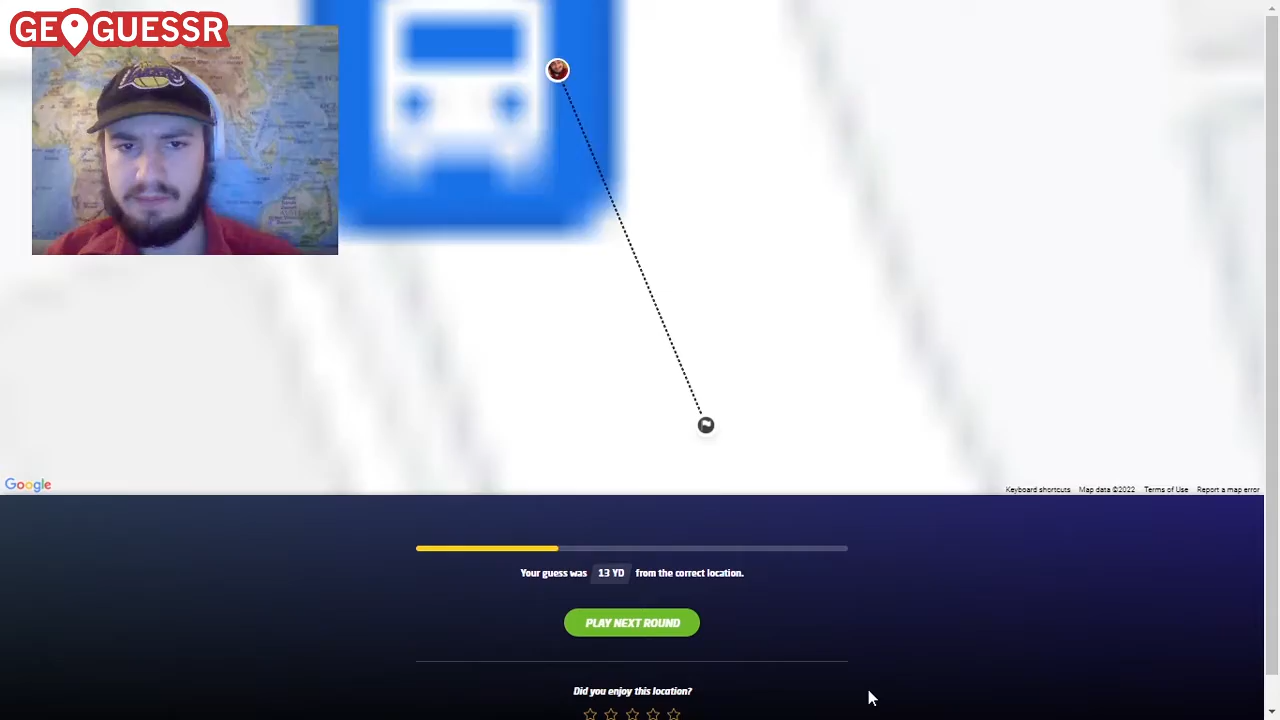 GEOGUESSR
Google
Keyboard shortcuts Map data ©2022 Terms of Use Report a map error
Your guess was 13 YD from the correct location.
PLAY NEXT ROUND
Did you enjoy this location?